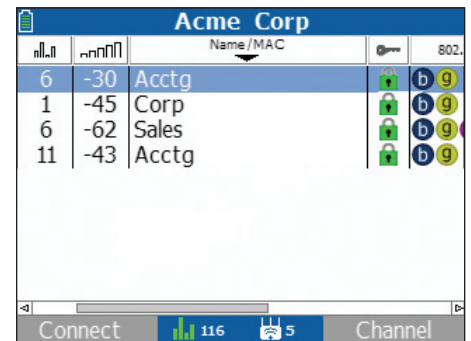 Acme Corp
Name/MAC 802.
6 -30 Acctg b g
1 -45 Corp b g
6 -62 Sales b g
11 -43 Acctg b g
Connect 116 5 Channel